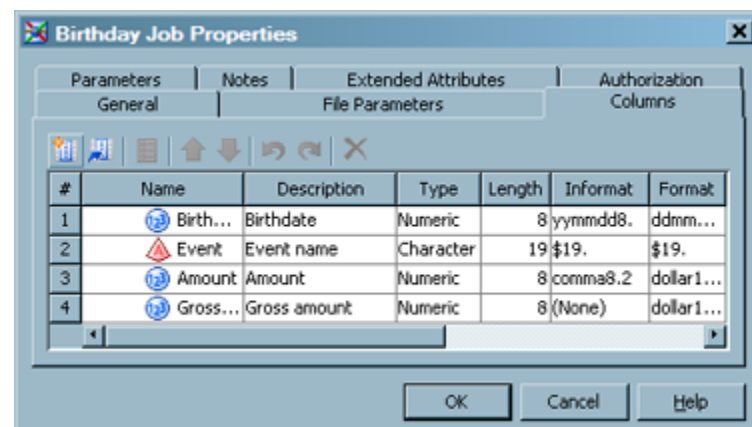 Birthday Job Properties
Parameters Notes Extended Attributes Authorization
General File Parameters Columns
# Name Description Type Length Informat Format
1 Birth... Birthdate Numeric 8 yymmdd8. ddmm...
2 Event Event name Character 19 $19. $19.
3 Amount Amount Numeric 8 comma8.2 dollar1...
4 Gross... Gross amount Numeric 8 (None) dollar1...
OK Cancel Help